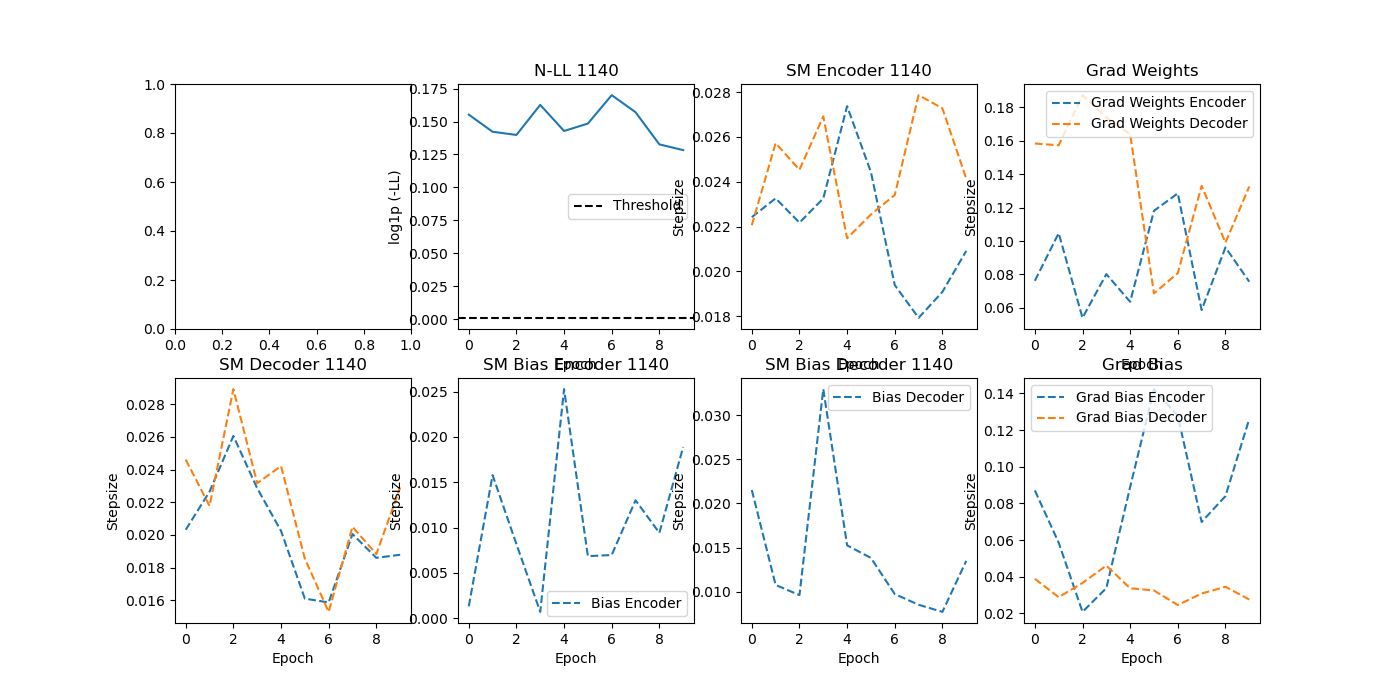 N-LL 1140
SM Encoder 1140
Grad Weights
1.0
0.8
0.6
0.4
0.2
0.0
0.0 0.2 0.4 0.6 0.8 1.0
log1p (-LL)
0.175
0.150
0.125
0.100
0.075
0.050
0.025
0.000
Threshold
0 2 4 6 8
Epoch
Stepsize
0.028
0.026
0.024
0.022
0.020
0.018
0 2 4 6 8
Epoch
Stepsize
0.18
0.16
0.14
0.12
0.10
0.08
0.06
Grad Weights Encoder
Grad Weights Decoder
0 2 4 6 8
Epoch
SM Decoder 1140
SM Bias Encoder 1140
SM Bias Decoder 1140
Grad Bias
Stepsize
0.028
0.026
0.024
0.022
0.020
0.018
0.016
0 2 4 6 8
Epoch
Stepsize
0.025
0.020
0.015
0.010
0.005
0.000
Bias Encoder
0 2 4 6 8
Epoch
Stepsize
0.030
0.025
0.020
0.015
0.010
Bias Decoder
0 2 4 6 8
Epoch
Stepsize
0.14
0.12
0.10
0.08
0.06
0.04
0.02
Grad Bias Encoder
Grad Bias Decoder
0 2 4 6 8
Epoch